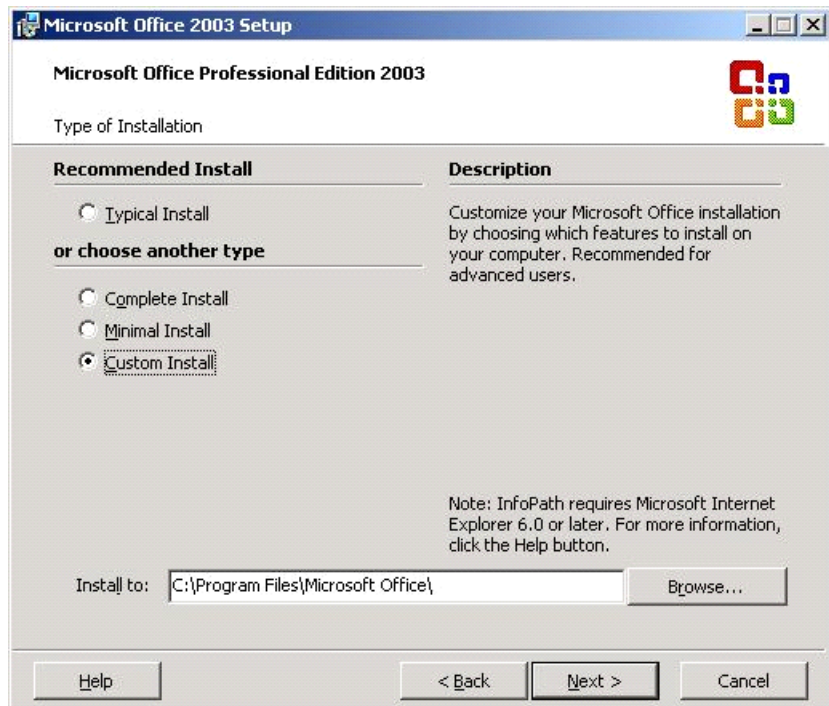 Microsoft Office 2003 Setup
Microsoft Office Professional Edition 2003
Type of Installation
Recommended Install
Typical Install
or choose another type
Complete Install
Minimal Install
Custom Install
Description
Customize your Microsoft Office installation
by choosing which features to install on
your computer. Recommended for
advanced users.
Note: InfoPath requires Microsoft Internet
Explorer 6.0 or later. For more information,
click the Help button.
Install to: C:\Program Files\Microsoft Office\ Browse...
Help < Back Next > Cancel